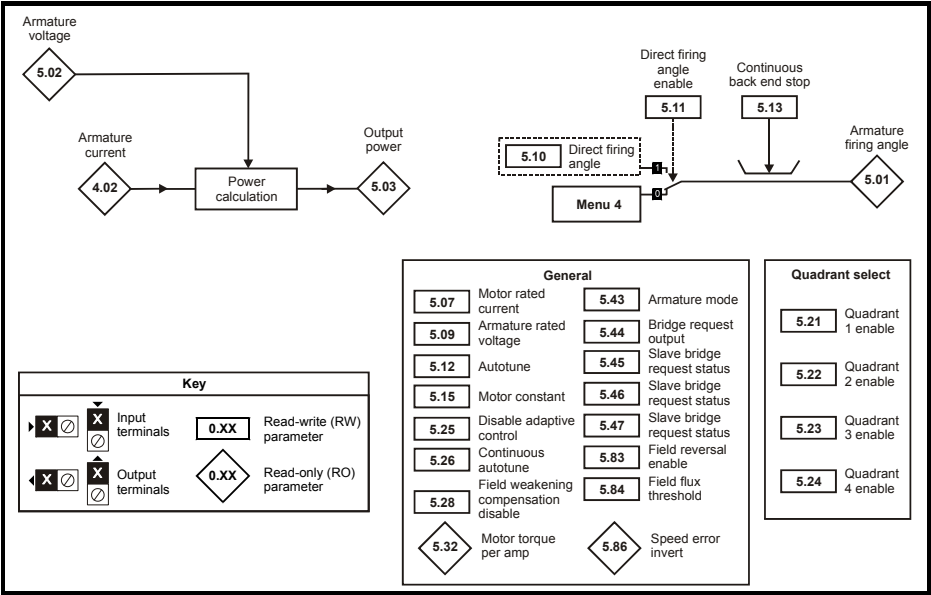 Armature
voltage
5.02
Armature
current
4.02
Power
calculation
Output
power
5.03
Direct firing
angle
enable
5.11
Continuous
back end stop
5.13
5.10
Direct firing
angle
1
0
Menu 4
Armature
firing angle
5.01
General
5.07
Motor rated
current
5.09
Armature rated
voltage
5.12
Autotune
5.15
Motor constant
5.25
Disable adaptive
control
5.26
Continuous
autotune
5.28
Field weakening
compensation
disable
5.32
Motor torque
per amp
5.43
Armature mode
5.44
Bridge request
output
5.45
Slave bridge
request status
5.46
Slave bridge
request status
5.47
Slave bridge
request status
5.83
Field reversal
enable
5.84
Field flux
threshold
5.86
Speed error
invert
Quadrant select
5.21
Quadrant
1 enable
5.22
Quadrant
2 enable
5.23
Quadrant
3 enable
5.24
Quadrant
4 enable
Key
X
X
Input
terminals
0.XX
Read-write (RW)
parameter
X
X
Output
terminals
0.XX
Read-only (RO)
parameter